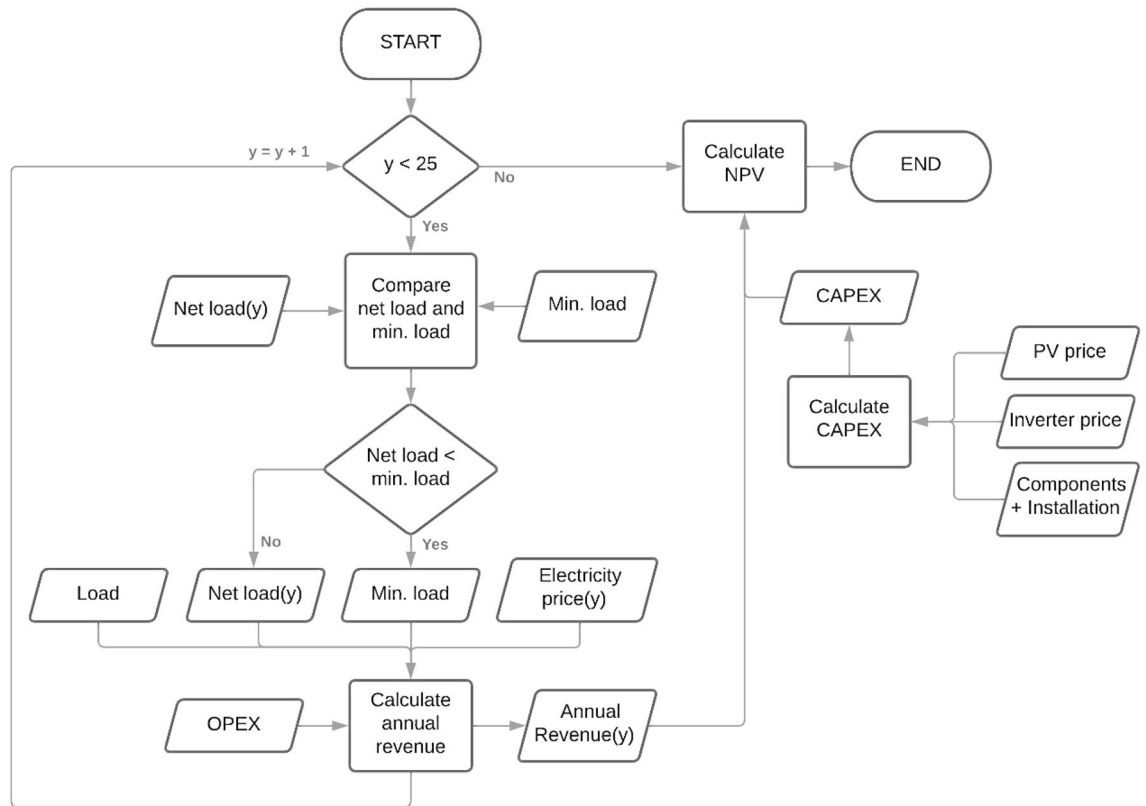 START
y = y + 1
y < 25
No
Calculate
NPV
END
Yes
Net load(y)
Compare
net load and
min. load
Min. load
CAPEX
PV price
Calculate
CAPEX
Inverter price
Components
+ Installation
Net load <
min. load
No
Yes
Load
Net load(y)
Min. load
Electricity
price(y)
OPEX
Calculate
annual
revenue
Annual
Revenue(y)